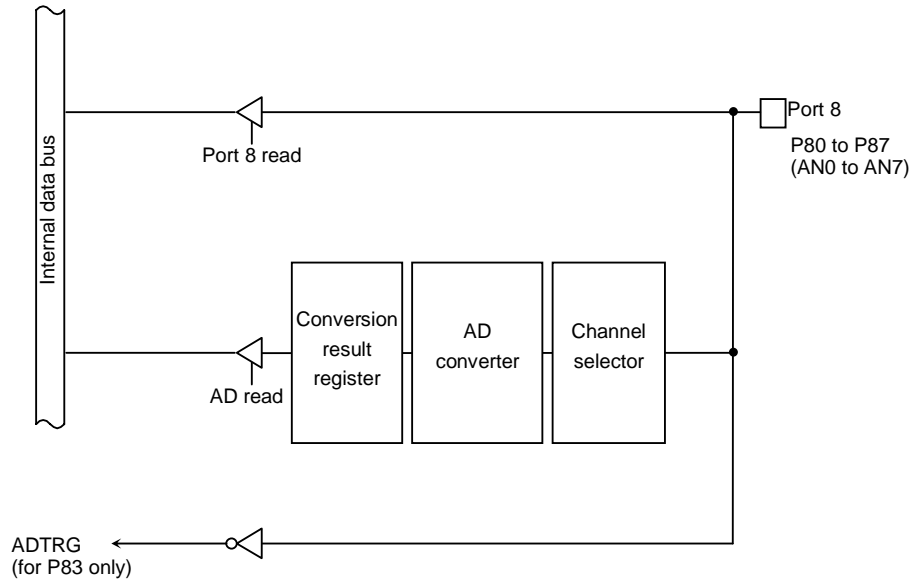 Internal data bus
Port 8
P80 to P87
(AN0 to AN7)
Port 8 read
Conversion
result
register
AD
converter
Channel
selector
AD read
ADTRG
(for P83 only)